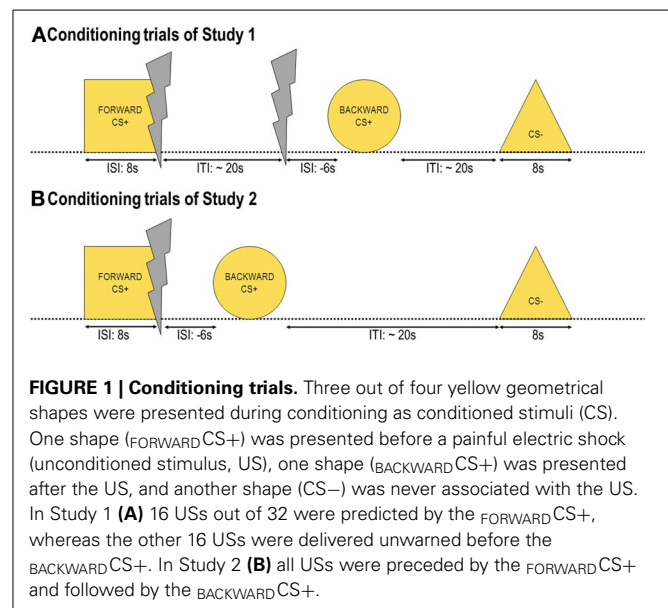 A Conditioning trials of Study 1
FORWARD
CS+
BACKWARD
CS+
CS-
ISI: 8s
ITI: ~ 20s
ISI: -6s
ITI: ~ 20s
8s
B Conditioning trials of Study 2
FORWARD
CS+
BACKWARD
CS+
CS-
ISI: 8s
ISI: -6s
ITI: ~ 20s
8s
FIGURE 1 | Conditioning trials. Three out of four yellow geometrical
shapes were presented during conditioning as conditioned stimuli (CS).
One shape (FORWARDCS+) was presented before a painful electric shock
(unconditioned stimulus, US), one shape (BACKWARDCS+) was presented
after the US, and another shape (CS−) was never associated with the US.
In Study 1 (A) 16 USs out of 32 were predicted by the FORWARDCS+,
whereas the other 16 USs were delivered unwarned before the
BACKWARDCS+. In Study 2 (B) all USs were preceded by the FORWARDCS+
and followed by the BACKWARDCS+.